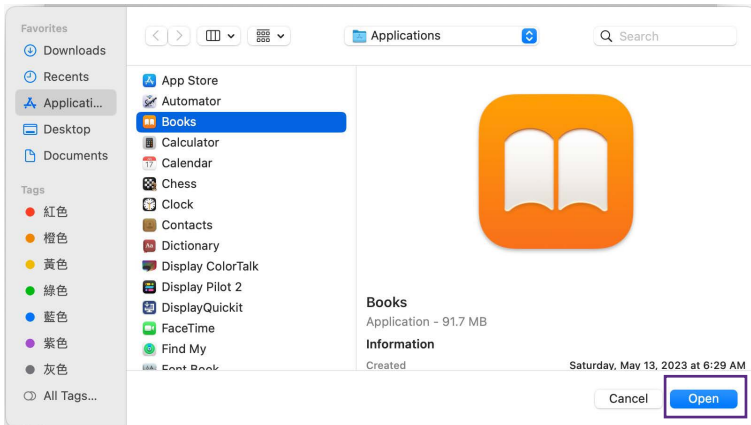 Favorites
Downloads
Recents
Applicati...
Desktop
Documents
Tags
紅色
橙色
黃色
綠色
藍色
紫色
灰色
All Tags...
Applications
Search
App Store
Automator
Books
Calculator
Calendar
Chess
Clock
Contacts
Dictionary
Display ColorTalk
Display Pilot 2
DisplayQuickit
FaceTime
Find My
Font Book
Books
Application - 91.7 MB
Information
Created Saturday, May 13, 2023 at 6:29 AM
Cancel Open